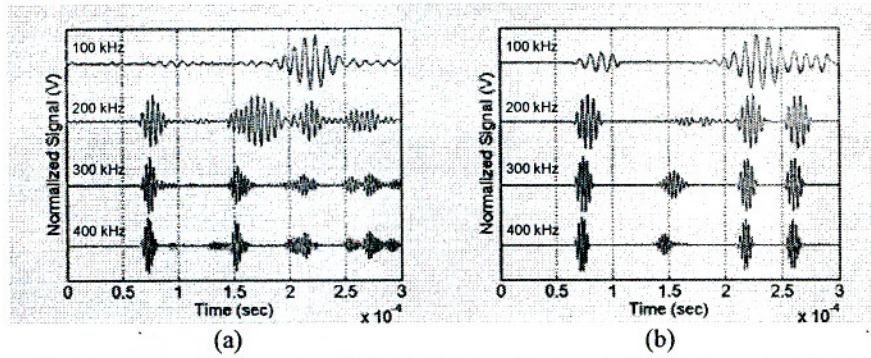 Normalized Signal (V)
100 kHz
200 kHz
300 kHz
400 kHz
0 0.5 1 1.5 2 2.5 3
Time (sec)
x 10-4
(a)
Normalized Signal (V)
100 kHz
200 kHz
300 kHz
400 kHz
0 0.5 1 1.5 2 2.5 3
Time (sec)
x 10-4
(b)